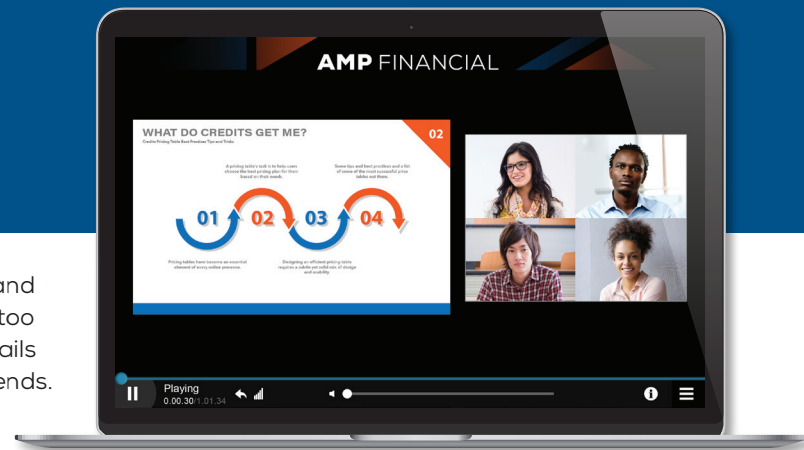 AMP FINANCIAL
WHAT DO CREDITS GET ME?
Credits Pricing Table Best Practices Tips and Tricks
02
A pricing table's task is to help users
choose the best pricing plan for them
based on their needs.
Some tips and best practices and a list
of some of the most successful price
tables out there.
01
02
03
04
Pricing tables have become an essential
element of every online presence.
Designing an efficient pricing table
requires a subtle yet solid mix of design
and usability.
and
too
ails
ends.
Playing
0.00.30/1.01.34